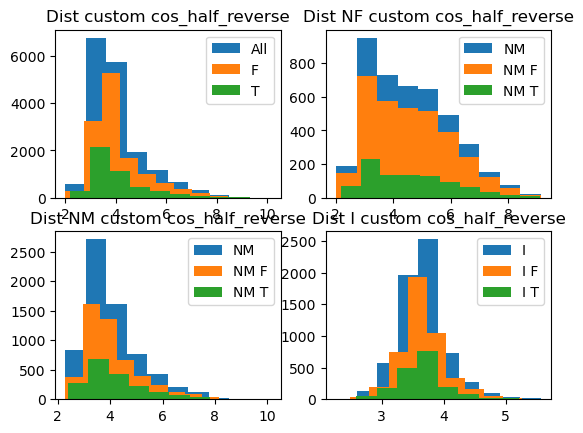 Dist custom cos_half_reverse
6000
4000
2000
0
2 4 6 8 10
All
F
T
Dist NF custom cos_half_reverse
800
600
400
200
0
4 6 8
2
NM
NM F
NM T
Dist NM custom cos_half_reverse
2500
2000
1500
1000
500
0
2 4 6 8 10
NM
NM F
NM T
Dist I custom cos_half_reverse
2500
2000
1500
1000
500
0
3 4 5
I
I F
I T